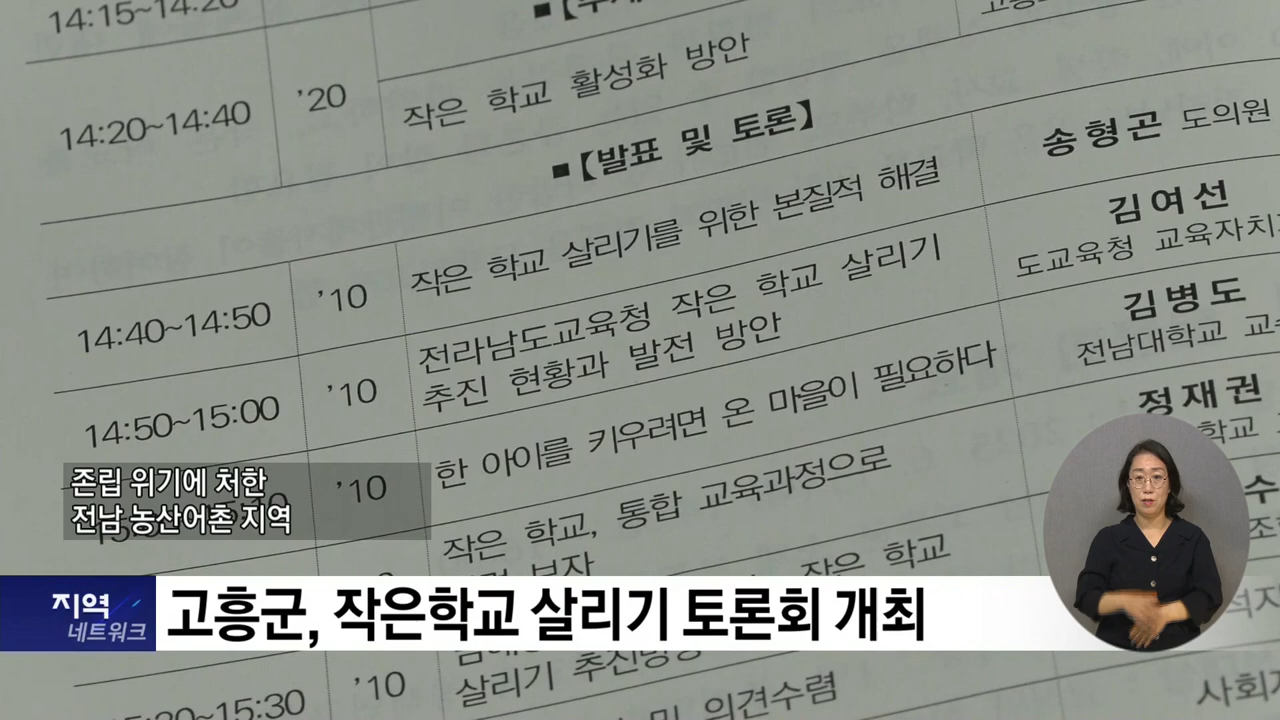 14:15~14:20
■【
14:20~14:40 '20 작은 학교 활성화 방안
■【발표 및 토론】
14:40~14:50 '10 작은 학교 살리기를 위한 본질적 해결
송형곤 도의원
14:50~15:00 '10 전라남도교육청 작은 학교 살리기
추진 현황과 발전 방안
김여선
도교육청 교육자치
'10 한 아이를 키우려면 온 마을이 필요하다
김병도
전남대학교
작은 학교, 통합 교육과정으로
보자
정재권
학교
작은 학교
살리기
'10
15:30
및 의견수렴
사회
존립 위기에 처한
전남 농산어촌 지역
지역
네트워크
고흥군, 작은학교 살리기 토론회 개최